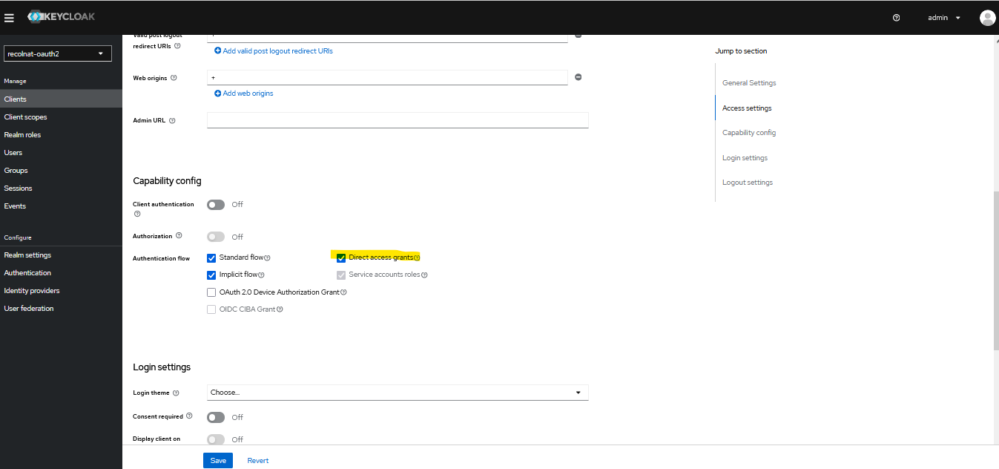 KEYCLOAK
admin
recolnat-oauth2
Manage
Clients
Client scopes
Realm roles
Users
Groups
Sessions
Events
Configure
Realm settings
Authentication
Identity providers
User federation
Valid post logout
redirect URIs
+
Add valid post logout redirect URIs
Web origins
+
Add web origins
Admin URL
Capability config
Client authentication
Off
Authorization
Off
Authentication flow
Standard flow
Direct access grants
Implicit flow
Service accounts roles
OAuth 2.0 Device Authorization Grant
OIDC CIBA Grant
Login settings
Login theme
Choose...
Consent required
Off
Display client on
Off
Save
Revert
Jump to section
General Settings
Access settings
Capability config
Login settings
Logout settings